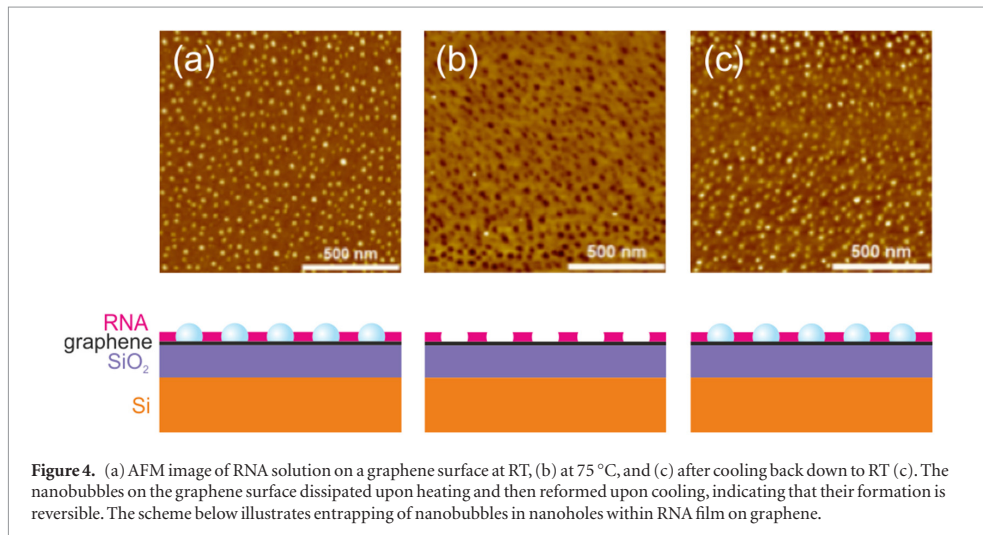 (a)
(b)
(c)
500 nm
500 nm
500 nm
RNA
graphene
SiO₂
Si
Figure 4. (a) AFM image of RNA solution on a graphene surface at RT, (b) at 75 °C, and (c) after cooling back down to RT (c). The
nanobubbles on the graphene surface dissipated upon heating and then reformed upon cooling, indicating that their formation is
reversible. The scheme below illustrates entrapping of nanobubbles in nanoholes within RNA film on graphene.